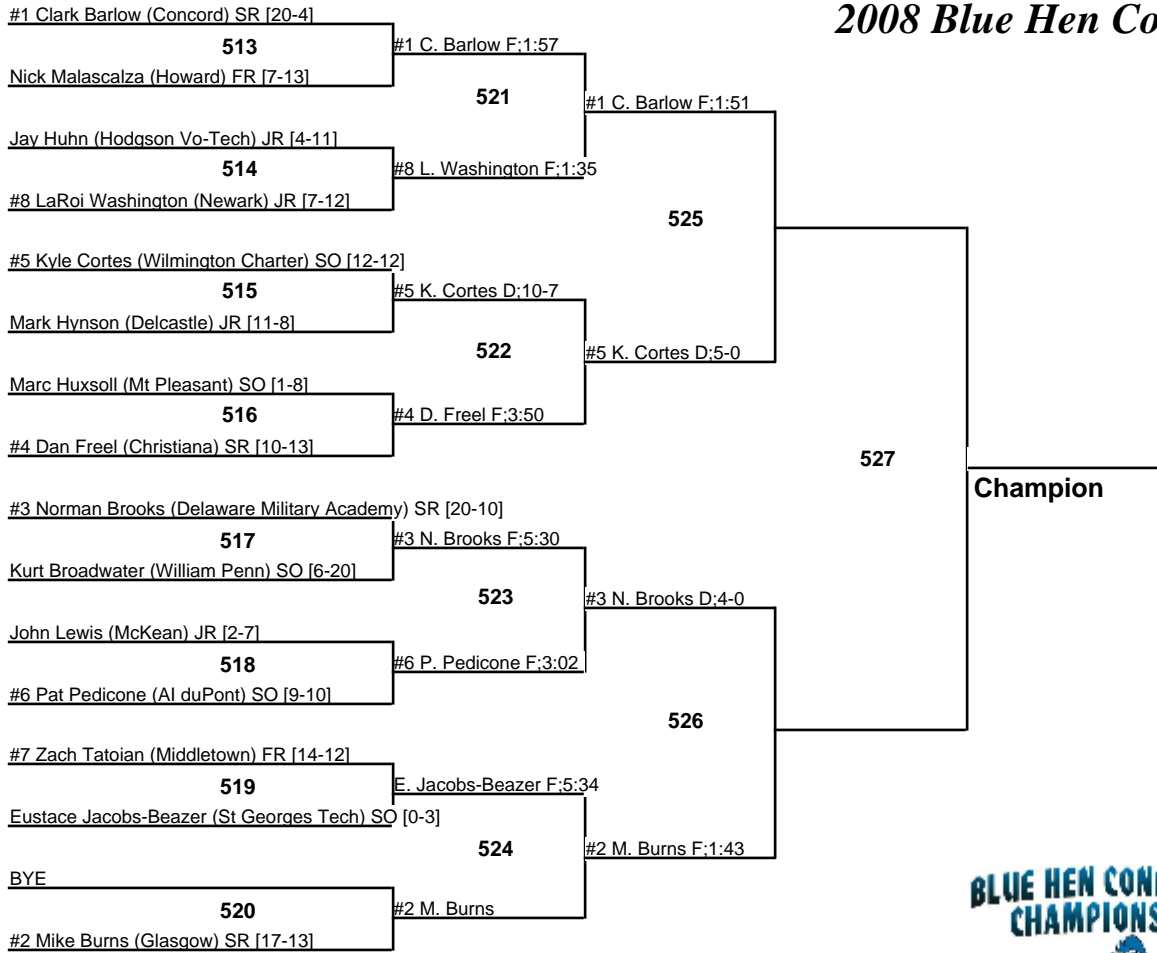 2008 Blue Hen Co
#1 Clark Barlow (Concord) SR [20-4]
513
#1 C. Barlow F;1:57
Nick Malascalza (Howard) FR [7-13]
521
#1 C. Barlow F;1:51
Jay Huhn (Hodgson Vo-Tech) JR [4-11]
514
#8 L. Washington F;1:35
#8 LaRoi Washington (Newark) JR [7-12]
525
#5 Kyle Cortes (Wilmington Charter) SO [12-12]
515
#5 K. Cortes D;10-7
Mark Hynson (Delcastle) JR [11-8]
522
#5 K. Cortes D;5-0
Marc Huxsoll (Mt Pleasant) SO [1-8]
516
#4 D. Freel F;3:50
#4 Dan Freel (Christiana) SR [10-13]
527
Champion
#3 Norman Brooks (Delaware Military Academy) SR [20-10]
517
#3 N. Brooks F;5:30
Kurt Broadwater (William Penn) SO [6-20]
523
#3 N. Brooks D;4-0
John Lewis (McKean) JR [2-7]
518
#6 P. Pedicone F;3:02
#6 Pat Pedicone (AI duPont) SO [9-10]
526
#7 Zach Tatoian (Middletown) FR [14-12]
519
E. Jacobs-Beazer F;5:34
Eustace Jacobs-Beazer (St Georges Tech) SO [0-3]
524
#2 M. Burns F;1:43
BYE
520
#2 M. Burns
#2 Mike Burns (Glasgow) SR [17-13]
BLUE HEN CON
CHAMPIONS